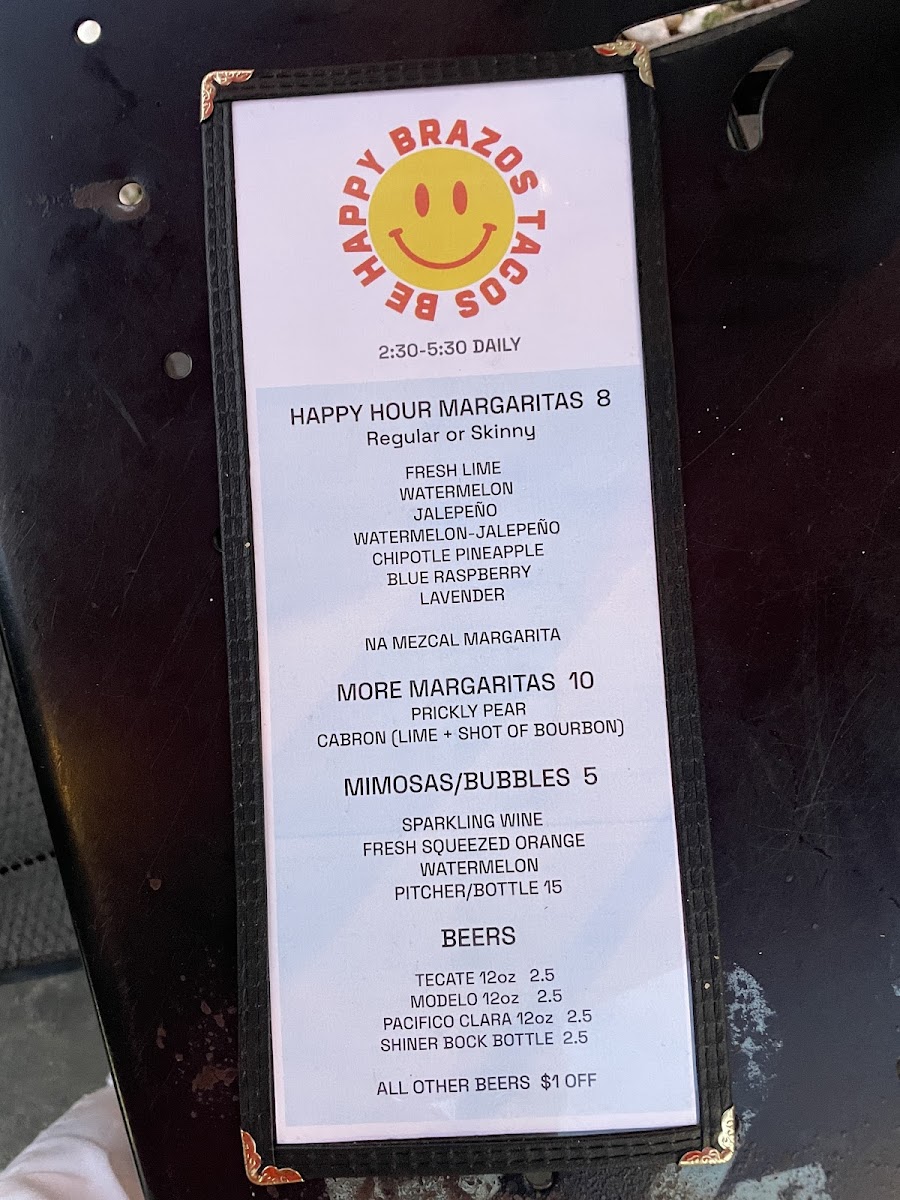 BRAZOS TACOS BE HAPPY
2:30-5:30 DAILY
HAPPY HOUR MARGARITAS 8
Regular or Skinny
FRESH LIME
WATERMELON
JALEPEÑO
WATERMELON-JALEPEÑO
CHIPOTLE PINEAPPLE
BLUE RASPBERRY
LAVENDER
NA MEZCAL MARGARITA
MORE MARGARITAS 10
PRICKLY PEAR
CABRON (LIME + SHOT OF BOURBON)
MIMOSAS/BUBBLES 5
SPARKLING WINE
FRESH SQUEEZED ORANGE
WATERMELON
PITCHER/BOTTLE 15
BEERS
TECATE 12oz 2.5
MODELO 12oz 2.5
PACIFICO CLARA 12oz 2.5
SHINER BOCK BOTTLE 2.5
ALL OTHER BEERS $1 OFF